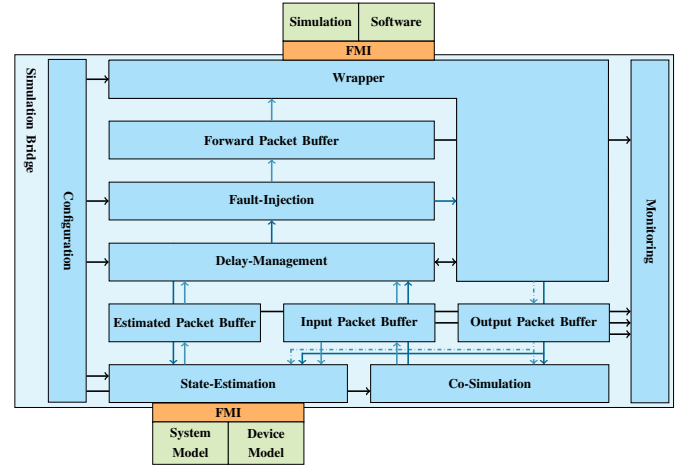 Simulation
Software
FMI
Simulation Bridge
Wrapper
Forward Packet Buffer
Configuration
Fault-Injection
Monitoring
Delay-Management
Estimated Packet Buffer
Input Packet Buffer
Output Packet Buffer
State-Estimation
Co-Simulation
FMI
System
Model
Device
Model